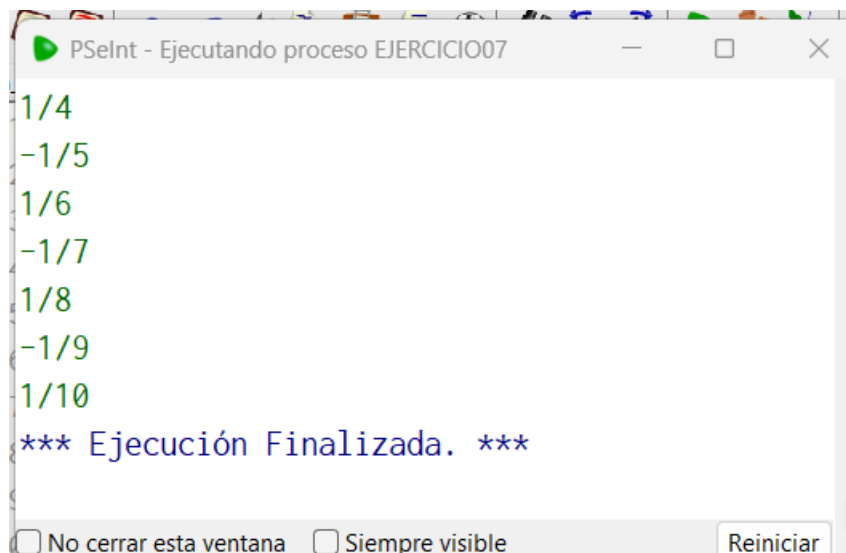 PSeInt - Ejecutando proceso EJERCICIO07
1/4
-1/5
1/6
-1/7
1/8
-1/9
1/10
*** Ejecución Finalizada. ***
No cerrar esta ventana Siempre visible Reiniciar